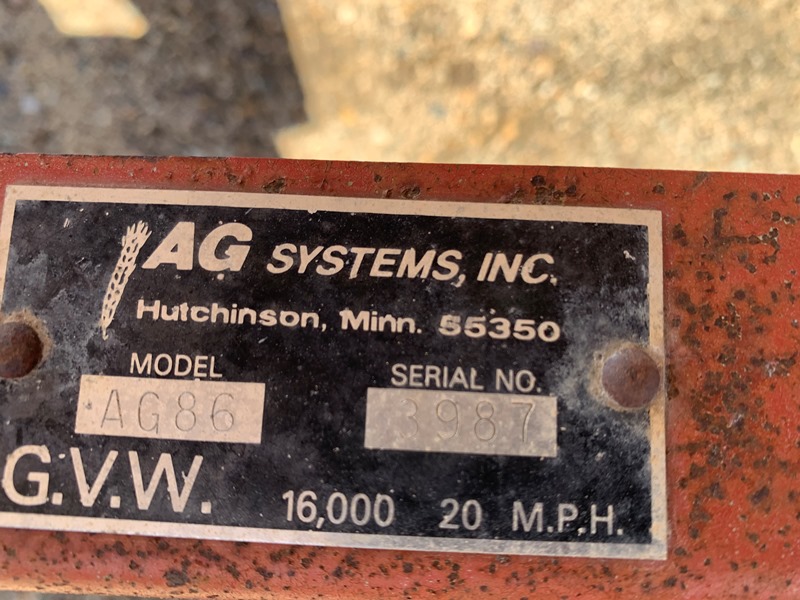 AG SYSTEMS, INC.
Hutchinson, Minn. 55350
MODEL SERIAL NO.
AG86 3987
G.V.W. 16,000 20 M.P.H.